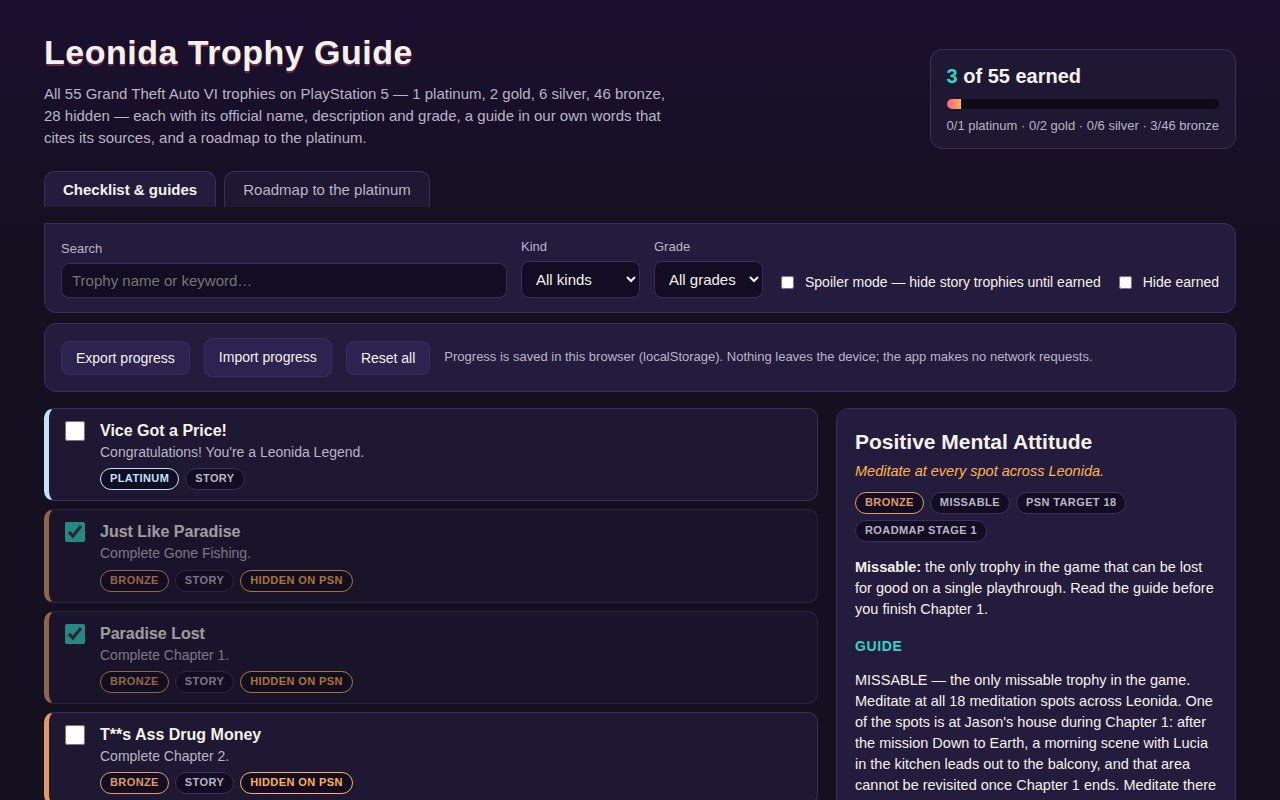 Leonida Trophy Guide
All 55 Grand Theft Auto VI trophies on PlayStation 5 — 1 platinum, 2 gold, 6 silver, 46 bronze,
28 hidden — each with its official name, description and grade, a guide in our own words that
cites its sources, and a roadmap to the platinum.
3 of 55 earned
0/1 platinum · 0/2 gold · 0/6 silver · 3/46 bronze
Checklist & guides
Roadmap to the platinum
Search
Trophy name or keyword…
Kind
All kinds
Grade
All grades
Spoiler mode — hide story trophies until earned
Hide earned
Export progress
Import progress
Reset all
Progress is saved in this browser (localStorage). Nothing leaves the device; the app makes no network requests.
Vice Got a Price!
Congratulations! You're a Leonida Legend.
PLATINUM STORY
Just Like Paradise
Complete Gone Fishing.
BRONZE STORY HIDDEN ON PSN
Paradise Lost
Complete Chapter 1.
BRONZE STORY HIDDEN ON PSN
T**s Ass Drug Money
Complete Chapter 2.
BRONZE STORY HIDDEN ON PSN
Positive Mental Attitude
Meditate at every spot across Leonida.
BRONZE MISSABLE PSN TARGET 18
ROADMAP STAGE 1
Missable: the only trophy in the game that can be lost
for good on a single playthrough. Read the guide before
you finish Chapter 1.
GUIDE
MISSABLE — the only missable trophy in the game.
Meditate at all 18 meditation spots across Leonida. One
of the spots is at Jason's house during Chapter 1: after
the mission Down to Earth, a morning scene with Lucia
in the kitchen leads out to the balcony, and that area
cannot be revisited once Chapter 1 ends. Meditate there